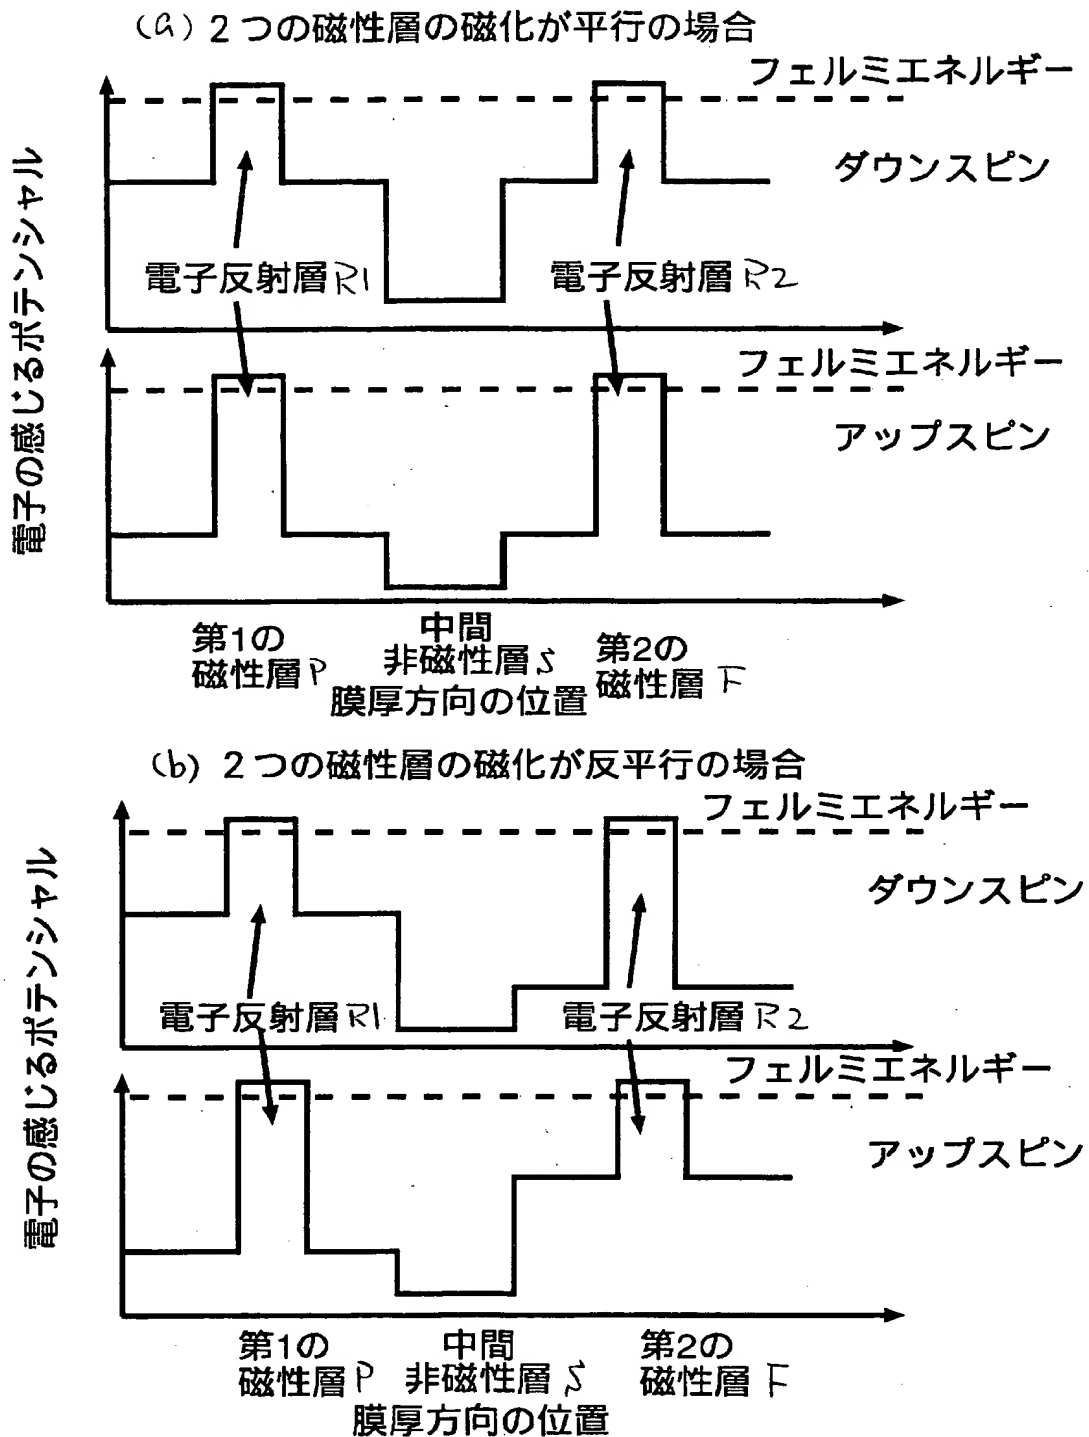 (a) 2つの磁性層の磁化が平行の場合
フェルミエネルギー
ダウンスピン
電子反射層R1
電子反射層R2
電子の感じるポテンシャル
フェルミエネルギー
アップスピン
第1の
磁性層P
中間
非磁性層S
第2の
磁性層F
膜厚方向の位置
(b) 2つの磁性層の磁化が反平行の場合
フェルミエネルギー
ダウンスピン
電子反射層R1
電子反射層R2
電子の感じるポテンシャル
フェルミエネルギー
アップスピン
第1の
磁性層P
中間
非磁性層S
第2の
磁性層F
膜厚方向の位置